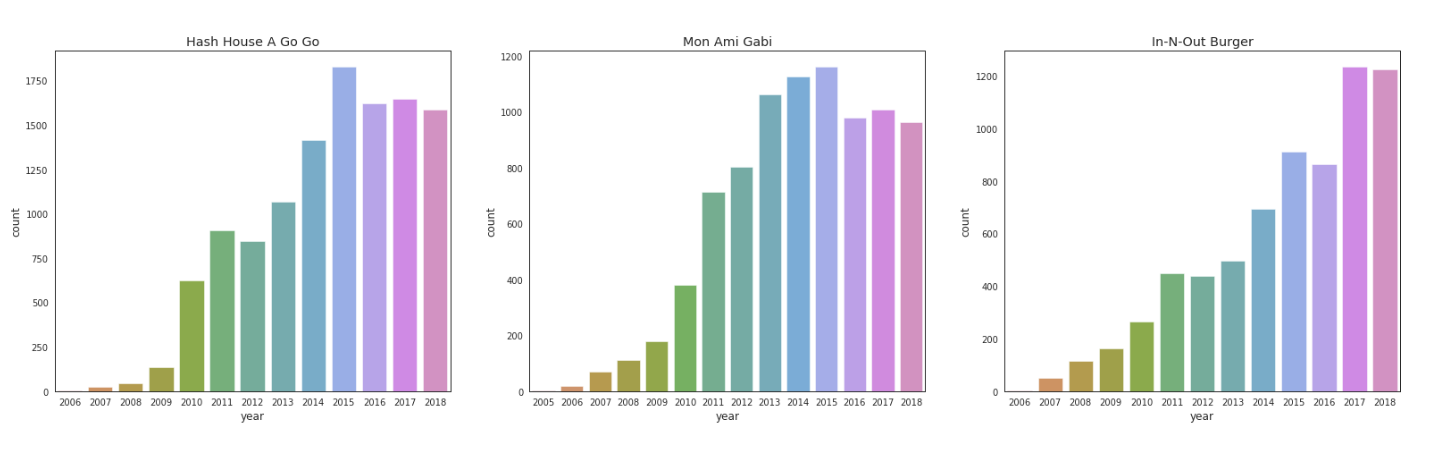 Hash House A Go Go
1750
1500
1250
1000
750
500
250
0
count
2006 2007 2008 2009 2010 2011 2012 2013 2014 2015 2016 2017 2018
year
Mon Ami Gabi
1200
1000
800
600
400
200
0
count
2005 2006 2007 2008 2009 2010 2011 2012 2013 2014 2015 2016 2017 2018
year
In-N-Out Burger
1200
1000
800
600
400
200
0
count
2006 2007 2008 2009 2010 2011 2012 2013 2014 2015 2016 2017 2018
year